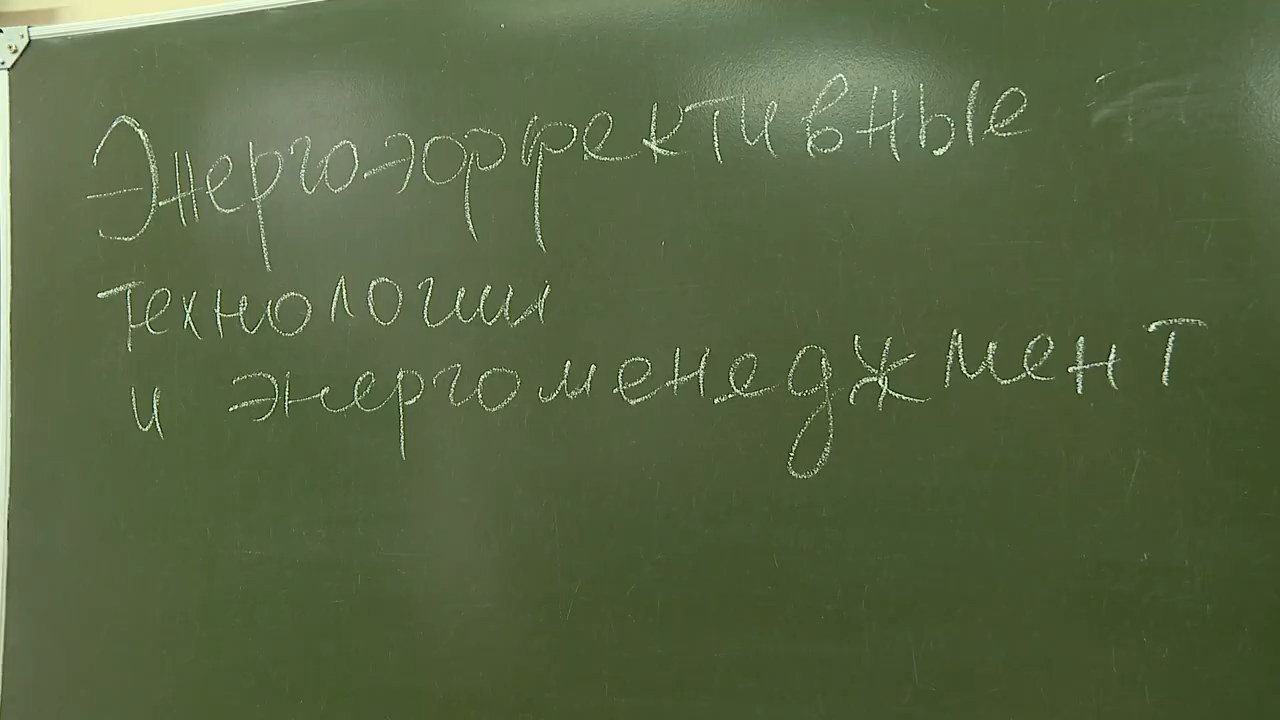 Энергоэффективные
технологии
и энергоменеджмент